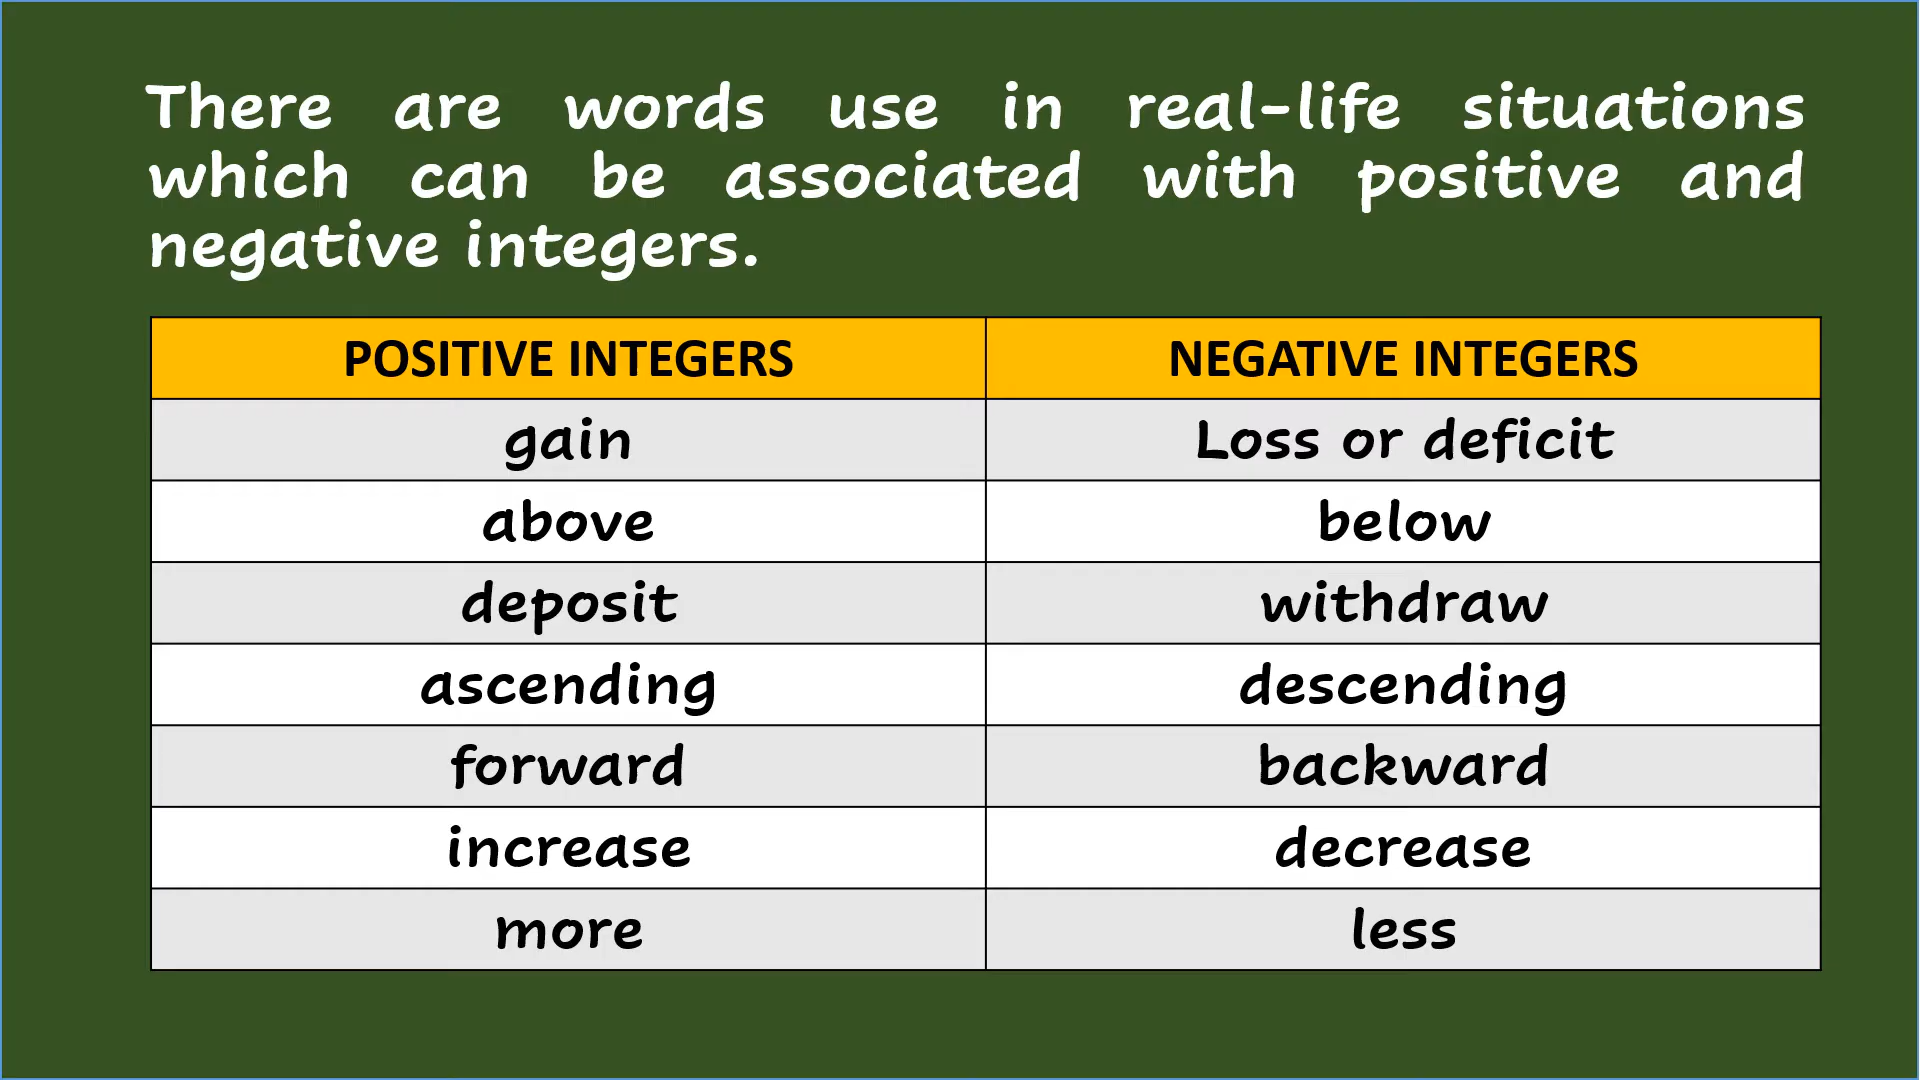 There are words use in real-life situations
which can be associated with positive and
negative integers.
POSITIVE INTEGERS NEGATIVE INTEGERS
gain Loss or deficit
above below
deposit withdraw
ascending descending
forward backward
increase decrease
more less